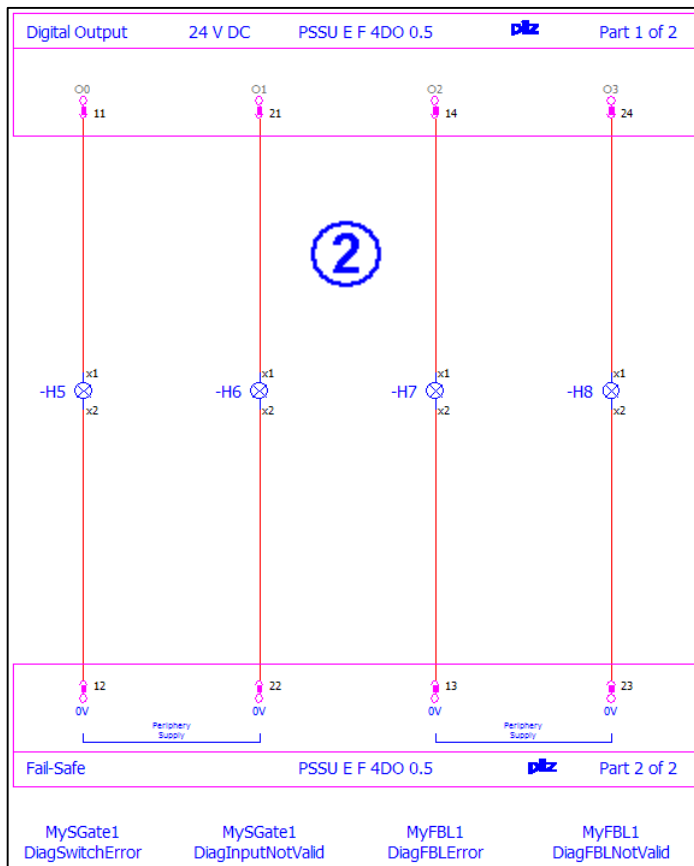 Digital Output 24 V DC PSSU E F 4DO 0.5 pilz Part 1 of 2
O0 O1 O2 O3
11 21 14 24
2
x1 x1 x1 x1
-H5 -H6 -H7 -H8
x2 x2 x2 x2
12 22 13 23
0V 0V 0V 0V
Periphery Periphery
Supply Supply
Fail-Safe PSSU E F 4DO 0.5 pilz Part 2 of 2
MySGate1 MySGate1 MyFBL1 MyFBL1
DiagSwitchError DiagInputNotValid DiagFBLError DiagFBLNotValid